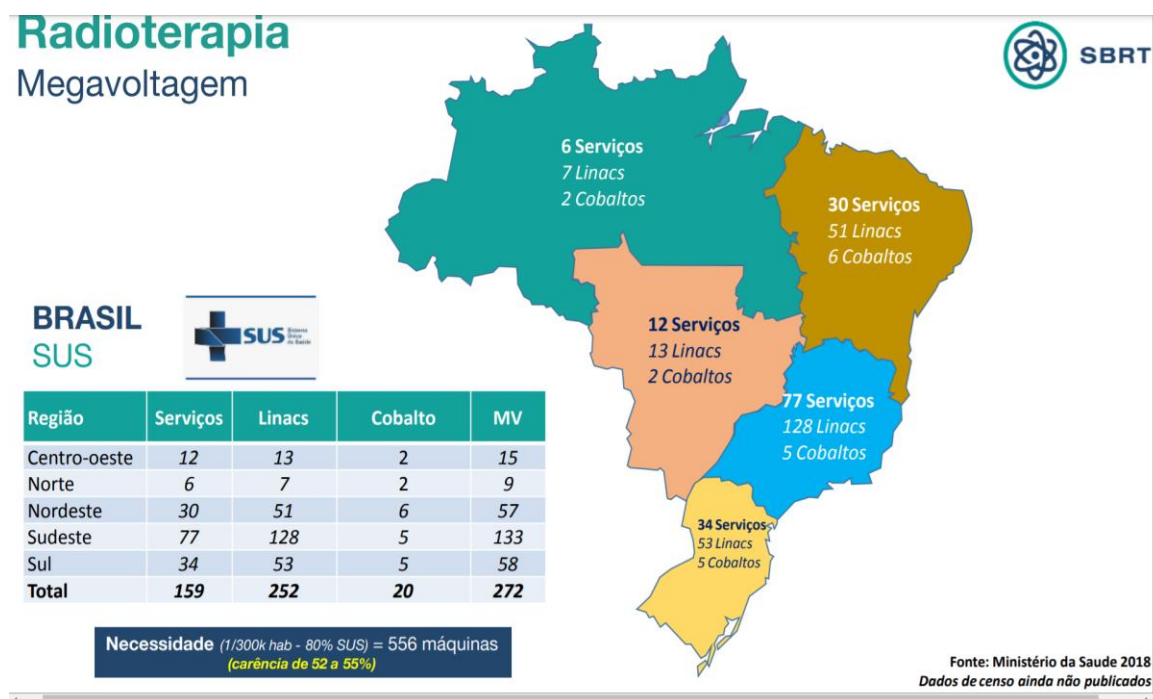 Radioterapia
Megavoltagem
SBRT
6 Serviços
7 Linacs
2 Cobaltos
30 Serviços
51 Linacs
6 Cobaltos
12 Serviços
13 Linacs
2 Cobaltos
77 Serviços
128 Linacs
5 Cobaltos
34 Serviços
53 Linacs
5 Cobaltos
BRASIL
SUS
SUS
Sistema
Único
de Saúde
Região Serviços Linacs Cobalto MV
Centro-oeste 12 13 2 15
Norte 6 7 2 9
Nordeste 30 51 6 57
Sudeste 77 128 5 133
Sul 34 53 5 58
Total 159 252 20 272
Necessidade (1/300k hab - 80% SUS) = 556 máquinas
(carência de 52 a 55%)
Fonte: Ministério da Saude 2018
Dados de censo ainda não publicados